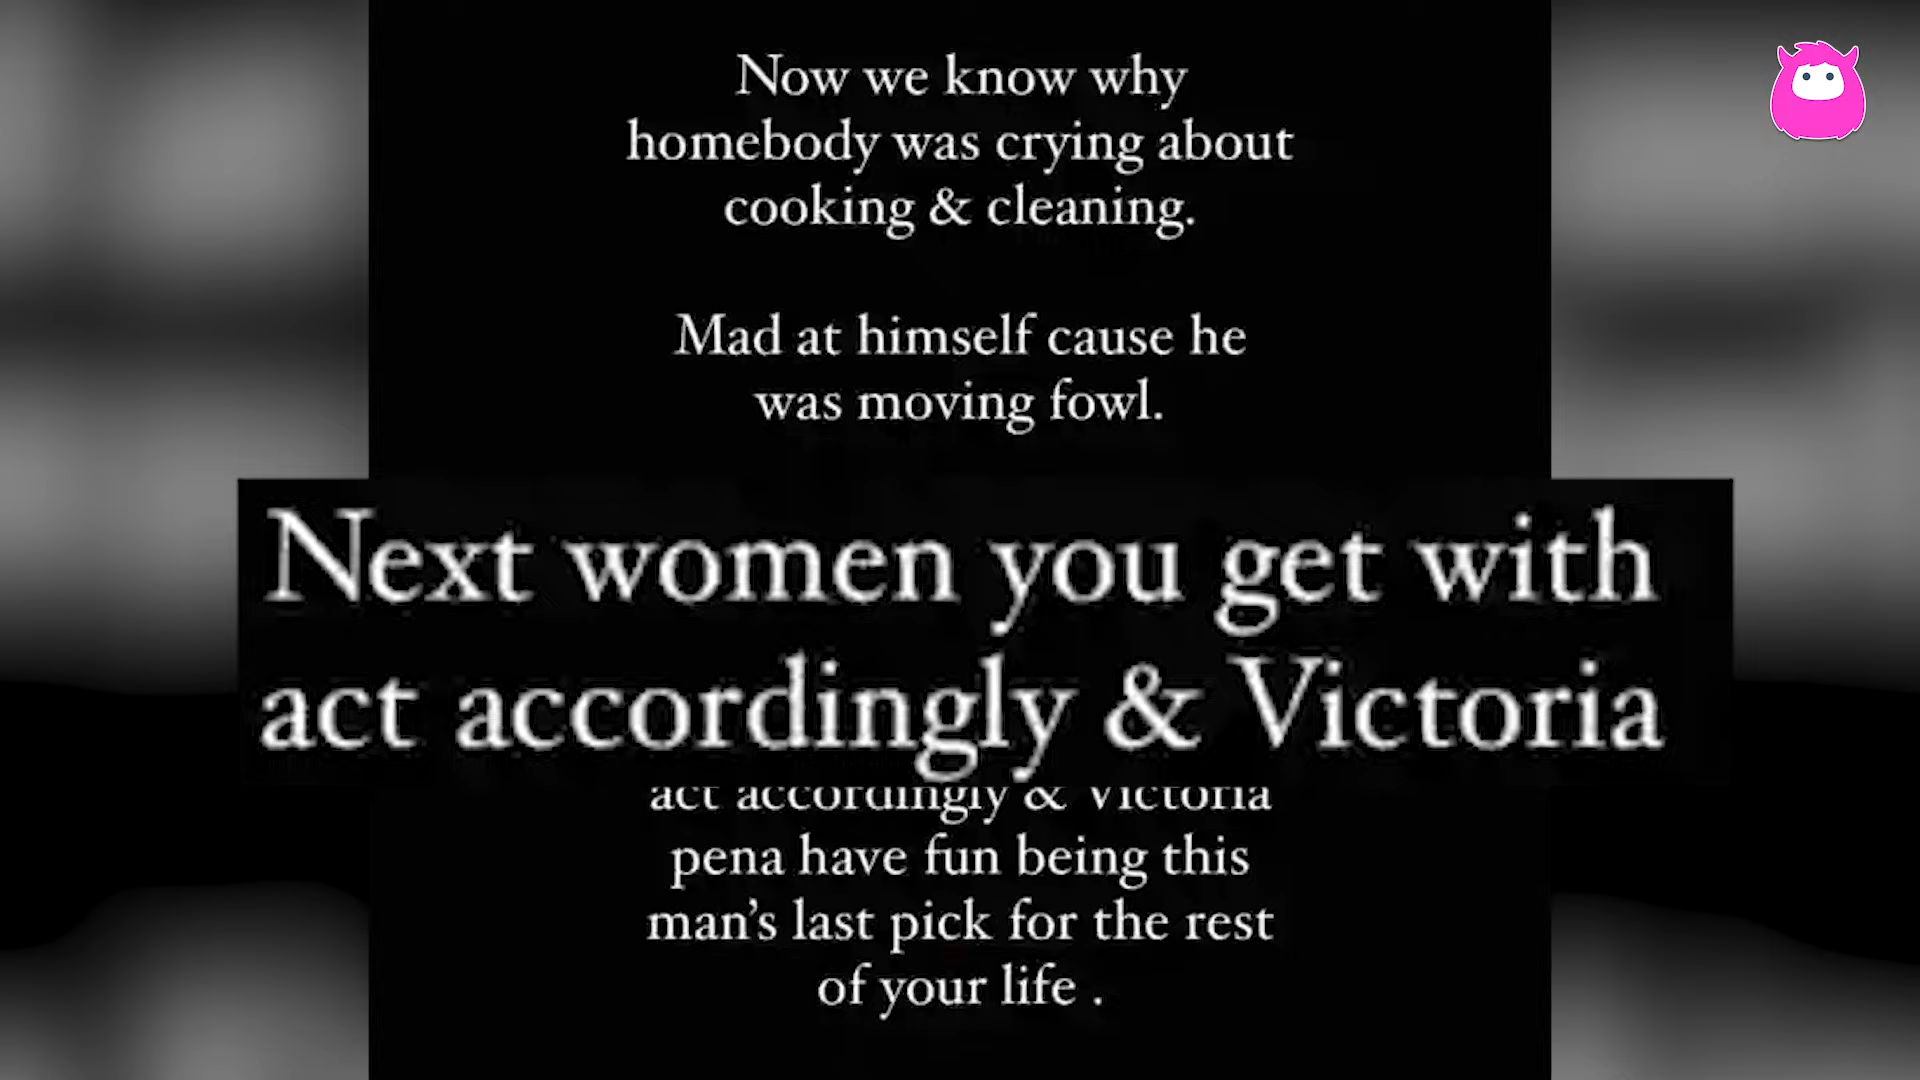 Now we know why
homebody was crying about
cooking & cleaning.
Mad at himself cause he
was moving fowl.
Next women you get with
act accordingly & Victoria
act accordingly & Victoria
pena have fun being this
man's last pick for the rest
of your life .